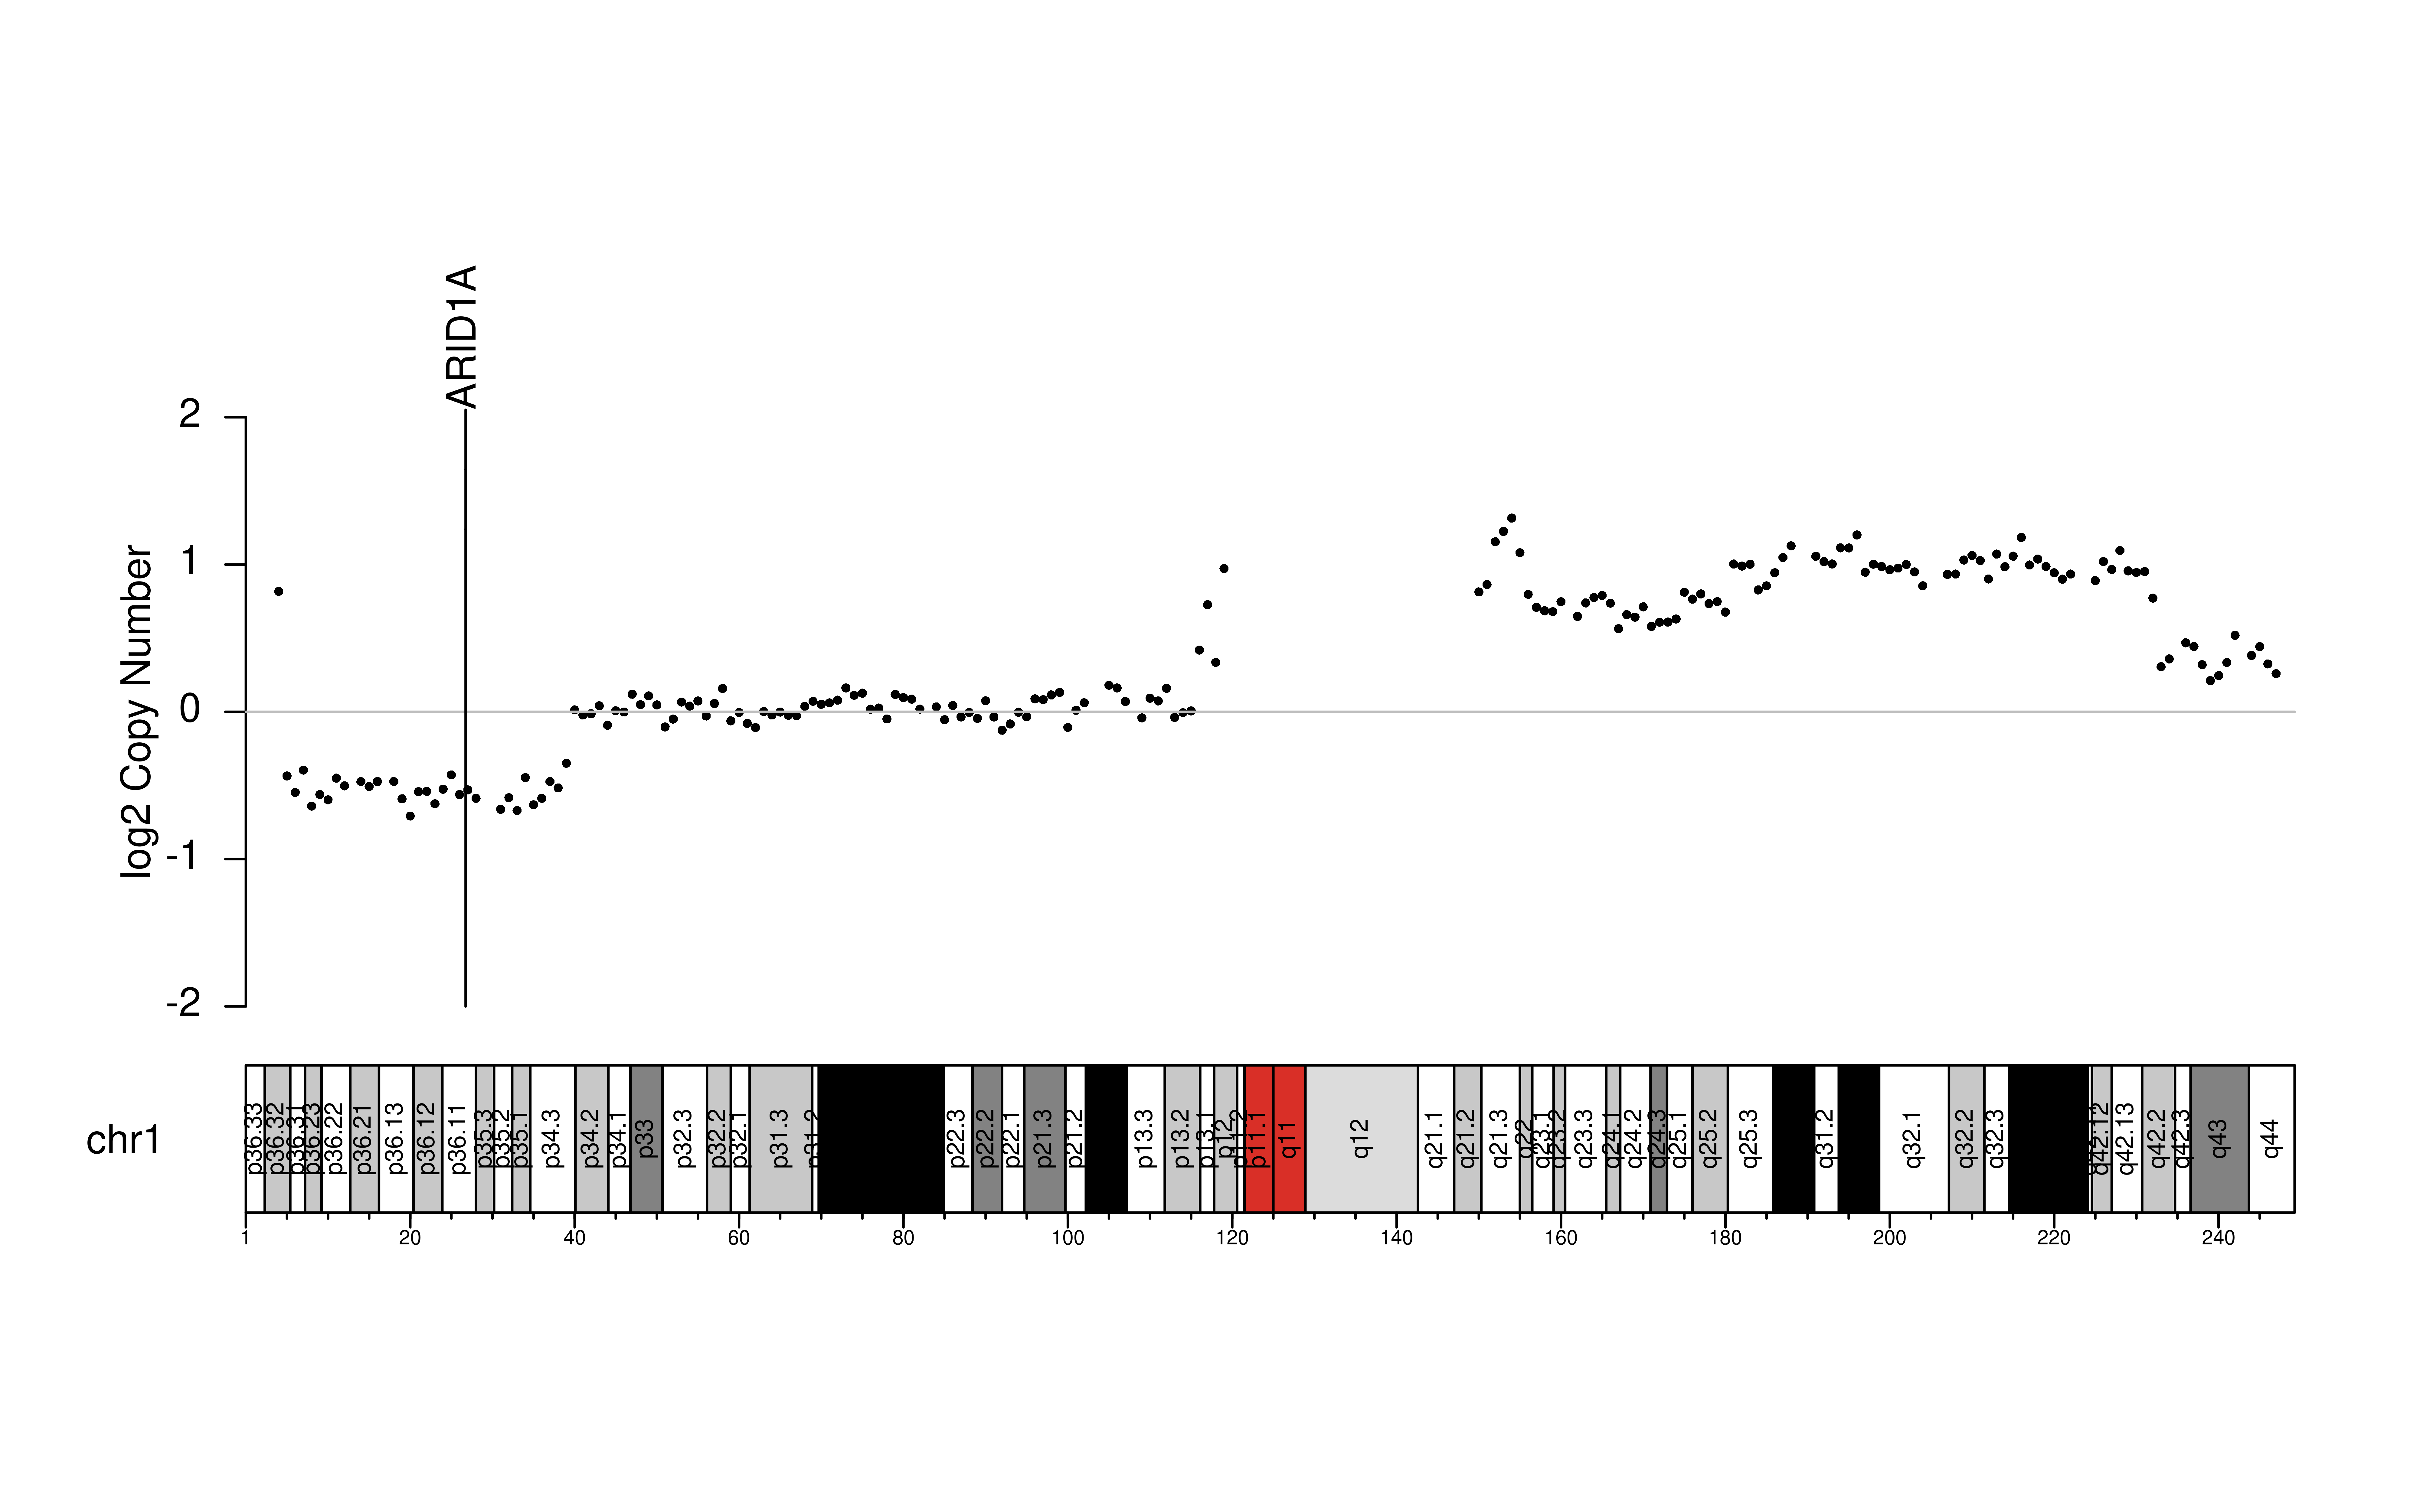 ARID1A
2
1
0
-1
-2
log2 Copy Number
chr1
p36.33 p36.32 p36.31 p36.23 p36.22 p36.21 p36.13 p36.12 p36.11 p35.3 p35.2 p35.1 p34.3 p34.2 p34.1 p33 p32.3 p32.2 p32.1 p31.3 p31.2 p22.3 p22.2 p22.1 p21.3 p21.2 p13.3 p13.2 p13.1 p12 p11.2 p11.1 q11 q12 q21.1 q21.2 q21.3 q22 q23.1 q23.2 q23.3 q24.1 q24.2 q24.3 q25.1 q25.2 q25.3 q31.2 q32.1 q32.2 q32.3 q42.12 q42.13 q42.2 q42.3 q43 q44
1 20 40 60 80 100 120 140 160 180 200 220 240